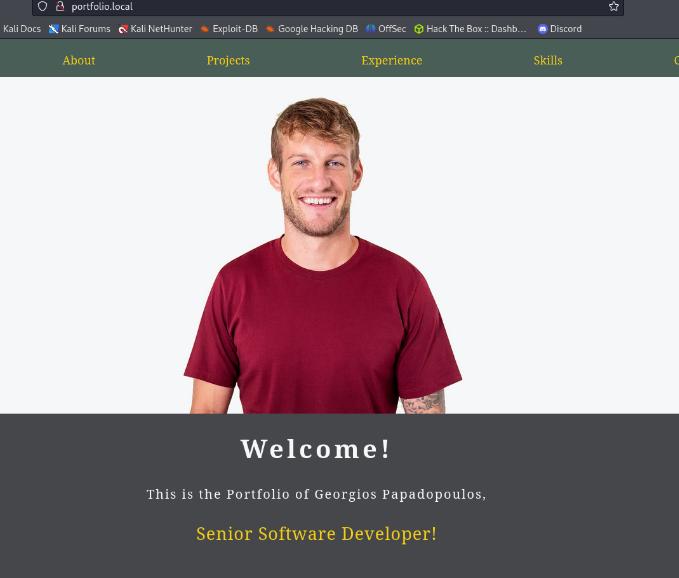 portfolio.local
Kali Docs Kali Forums Kali NetHunter Exploit-DB Google Hacking DB OffSec Hack The Box :: Dashb... Discord
About Projects Experience Skills
Welcome!
This is the Portfolio of Georgios Papadopoulos,
Senior Software Developer!